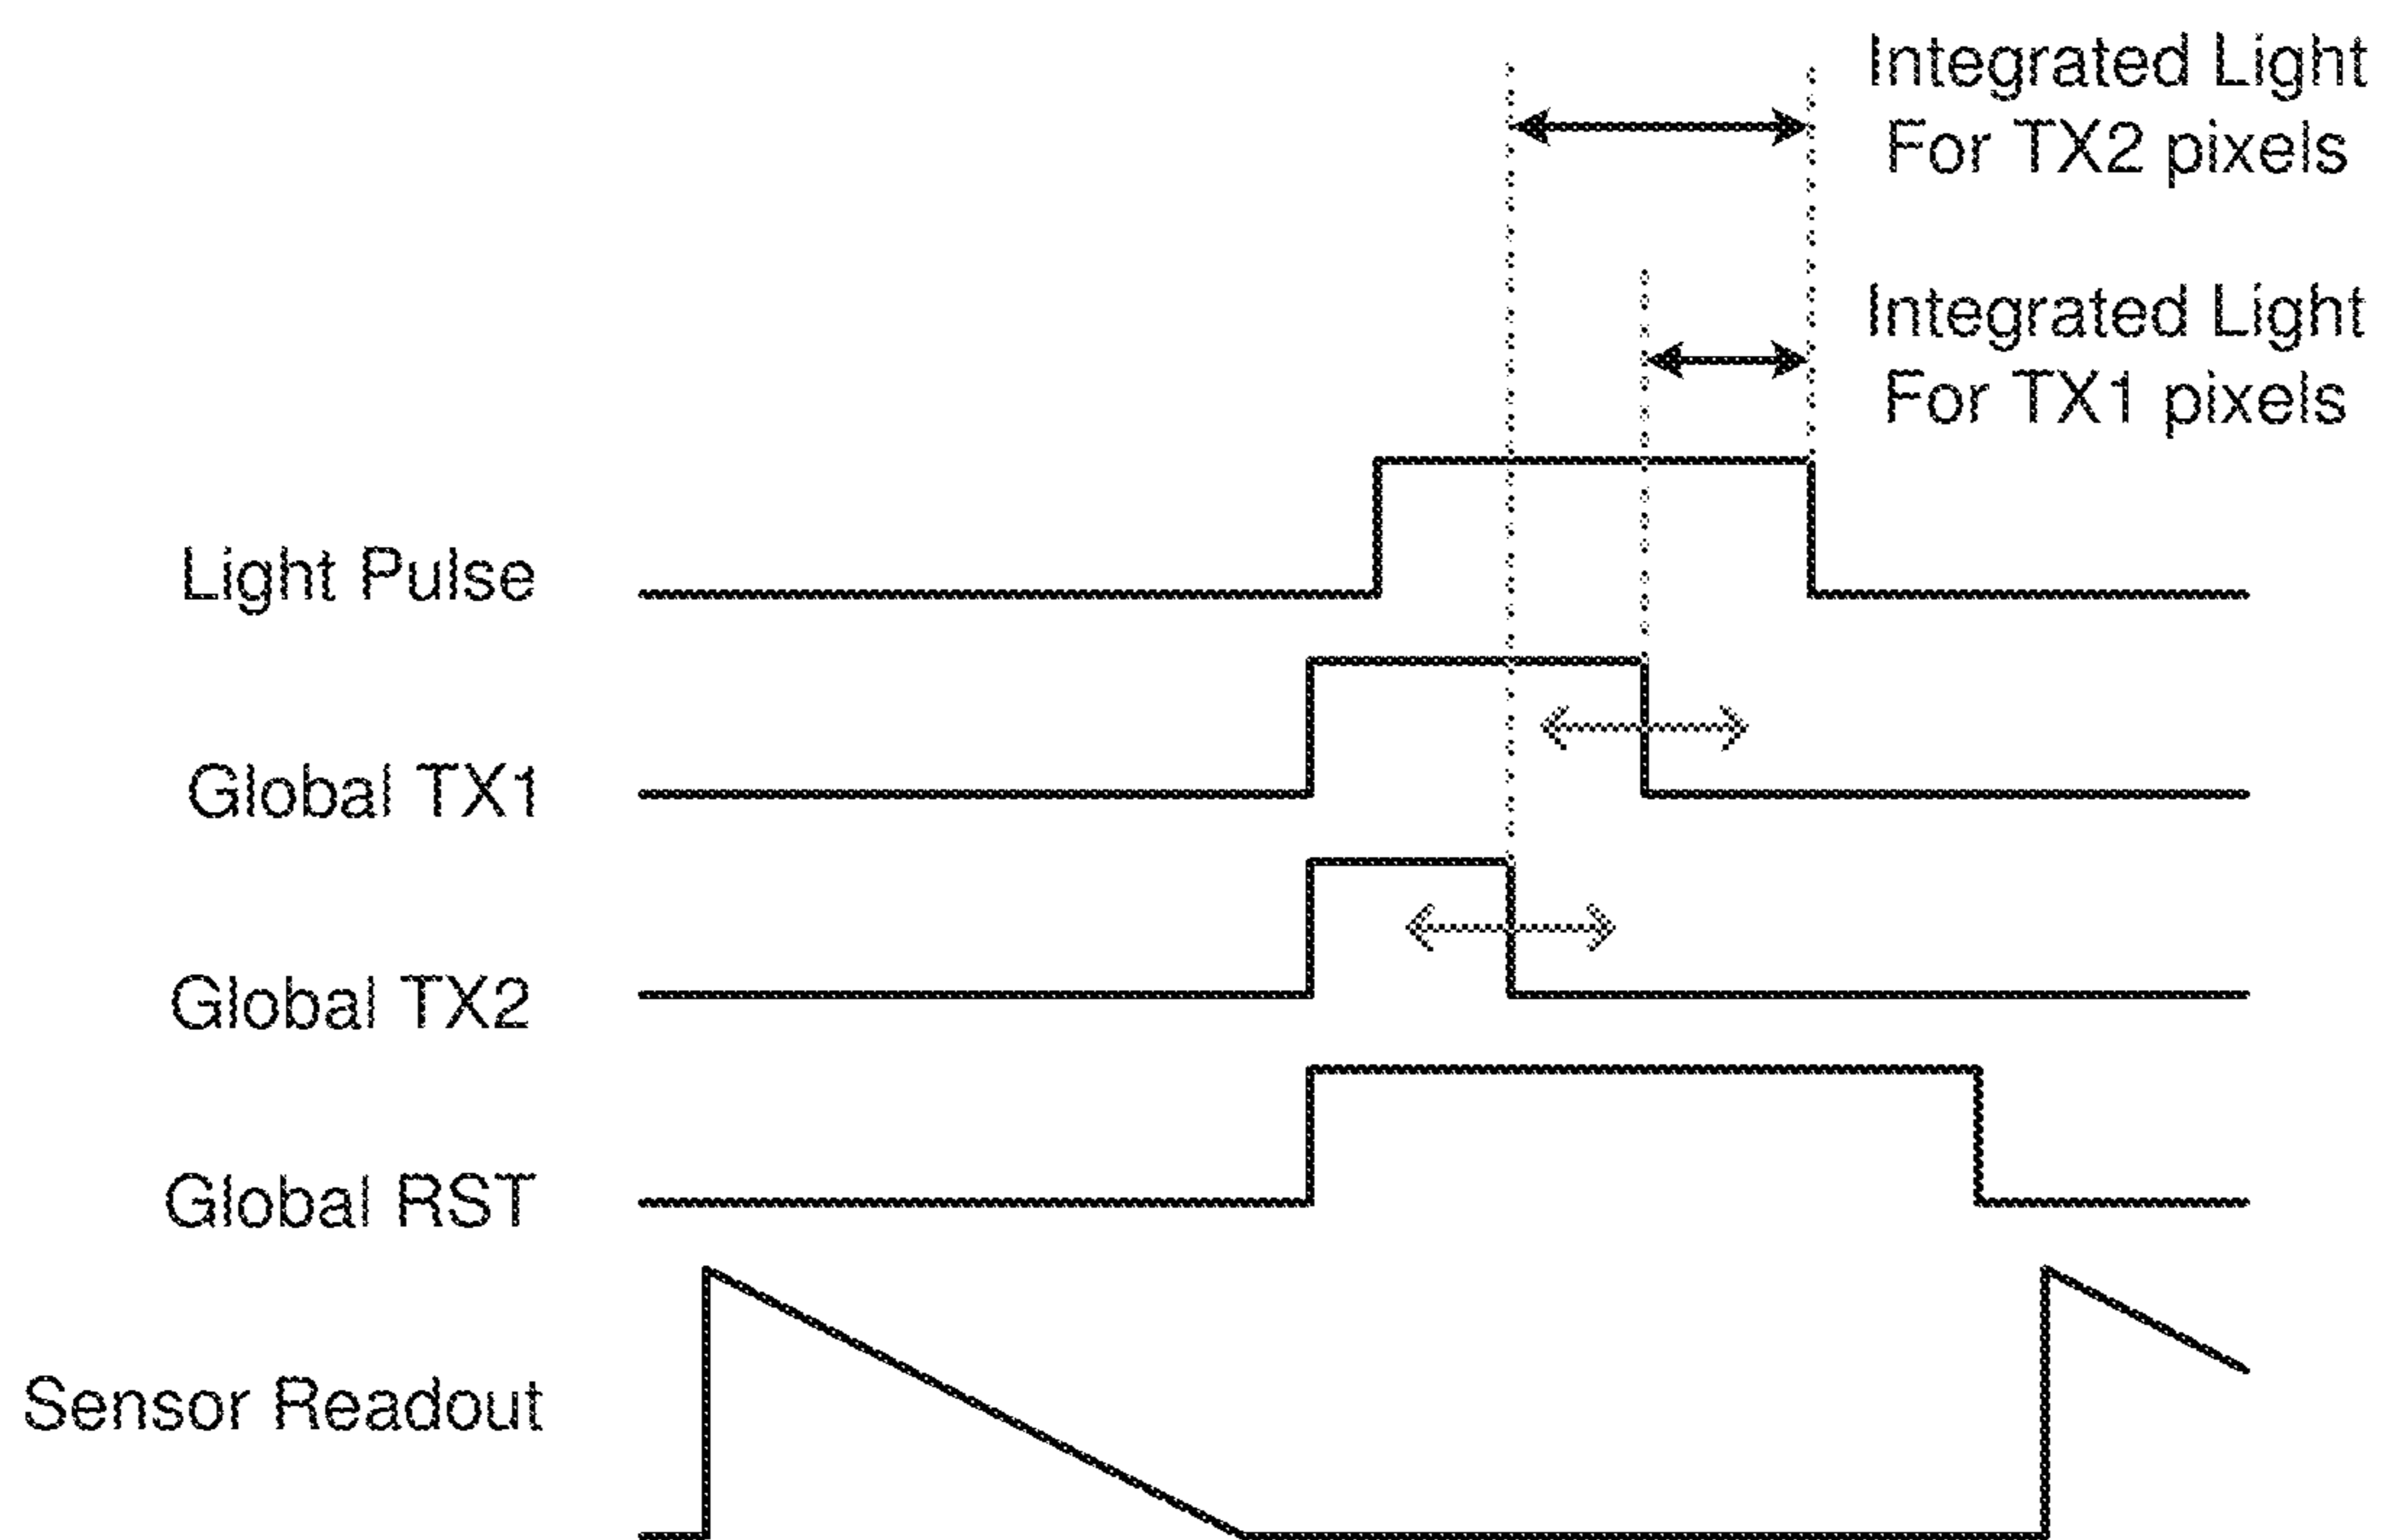 Integrated Light
For TX2 pixels
Integrated Light
For TX1 pixels
Light Pulse
Global TX1
Global TX2
Global RST
Sensor Readout